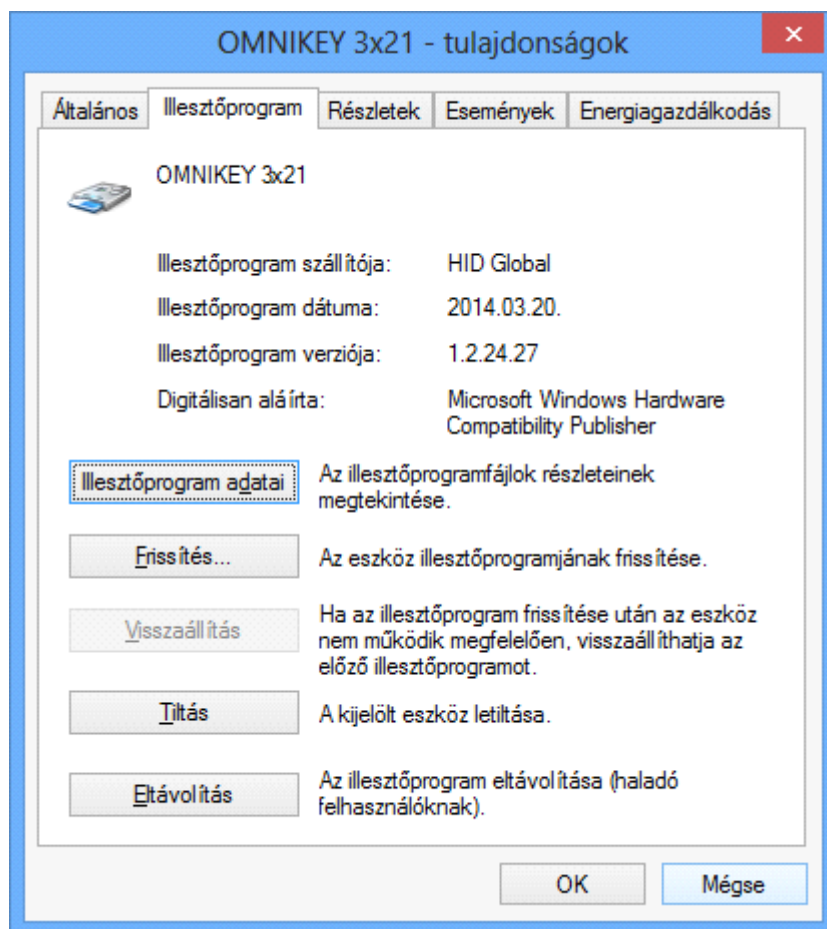 OMNIKEY 3x21 - tulajdonságok
Általános Illesztőprogram Részletek Események Energiagazdálkodás
OMNIKEY 3x21
Illesztőprogram szállítója: HID Global
Illesztőprogram dátuma: 2014.03.20.
Illesztőprogram verziója: 1.2.24.27
Digitálisan aláírta: Microsoft Windows Hardware
Compatibility Publisher
Illesztőprogram adatai
Az illesztőprogramfájlok részleteinek
megtekintése.
Frissítés...
Az eszköz illesztőprogramjának frissítése.
Visszaállítás
Ha az illesztőprogram frissítése után az eszköz
nem működik megfelelően, visszaállíthatja az
előző illesztőprogramot.
Tiltás
A kijelölt eszköz letiltása.
Eltávolítás
Az illesztőprogram eltávolítása (haladó
felhasználóknak).
OK Mégse